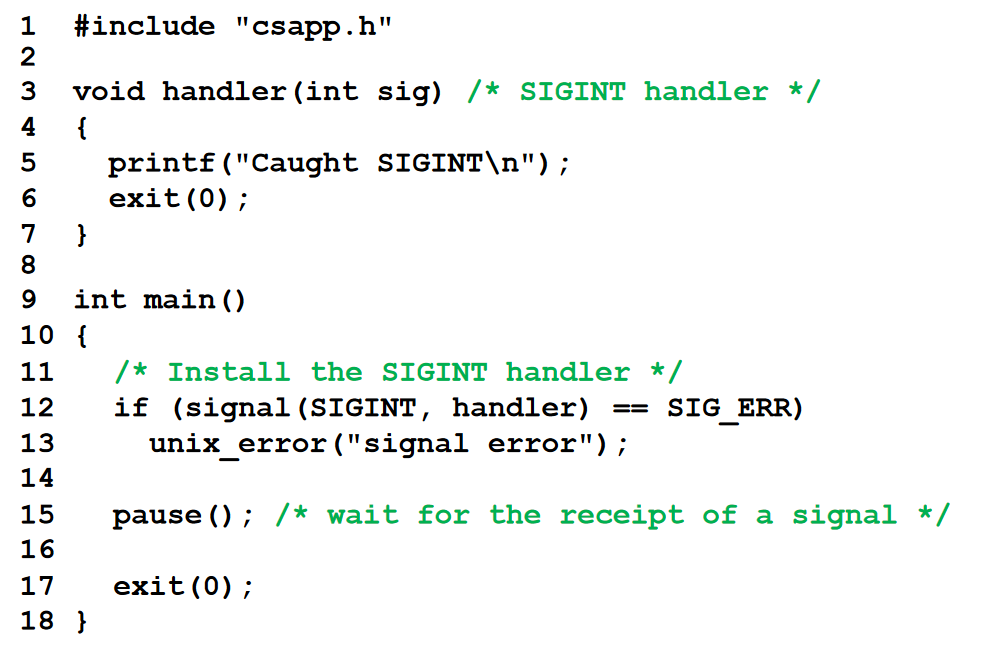 1 #include "csapp.h"
2
3 void handler(int sig) /* SIGINT handler */
4 {
5 printf("Caught SIGINT\n");
6 exit(0);
7 }
8
9 int main()
10 {
11 /* Install the SIGINT handler */
12 if (signal(SIGINT, handler) == SIG_ERR)
13 unix_error("signal error");
14
15 pause(); /* wait for the receipt of a signal */
16
17 exit(0);
18 }